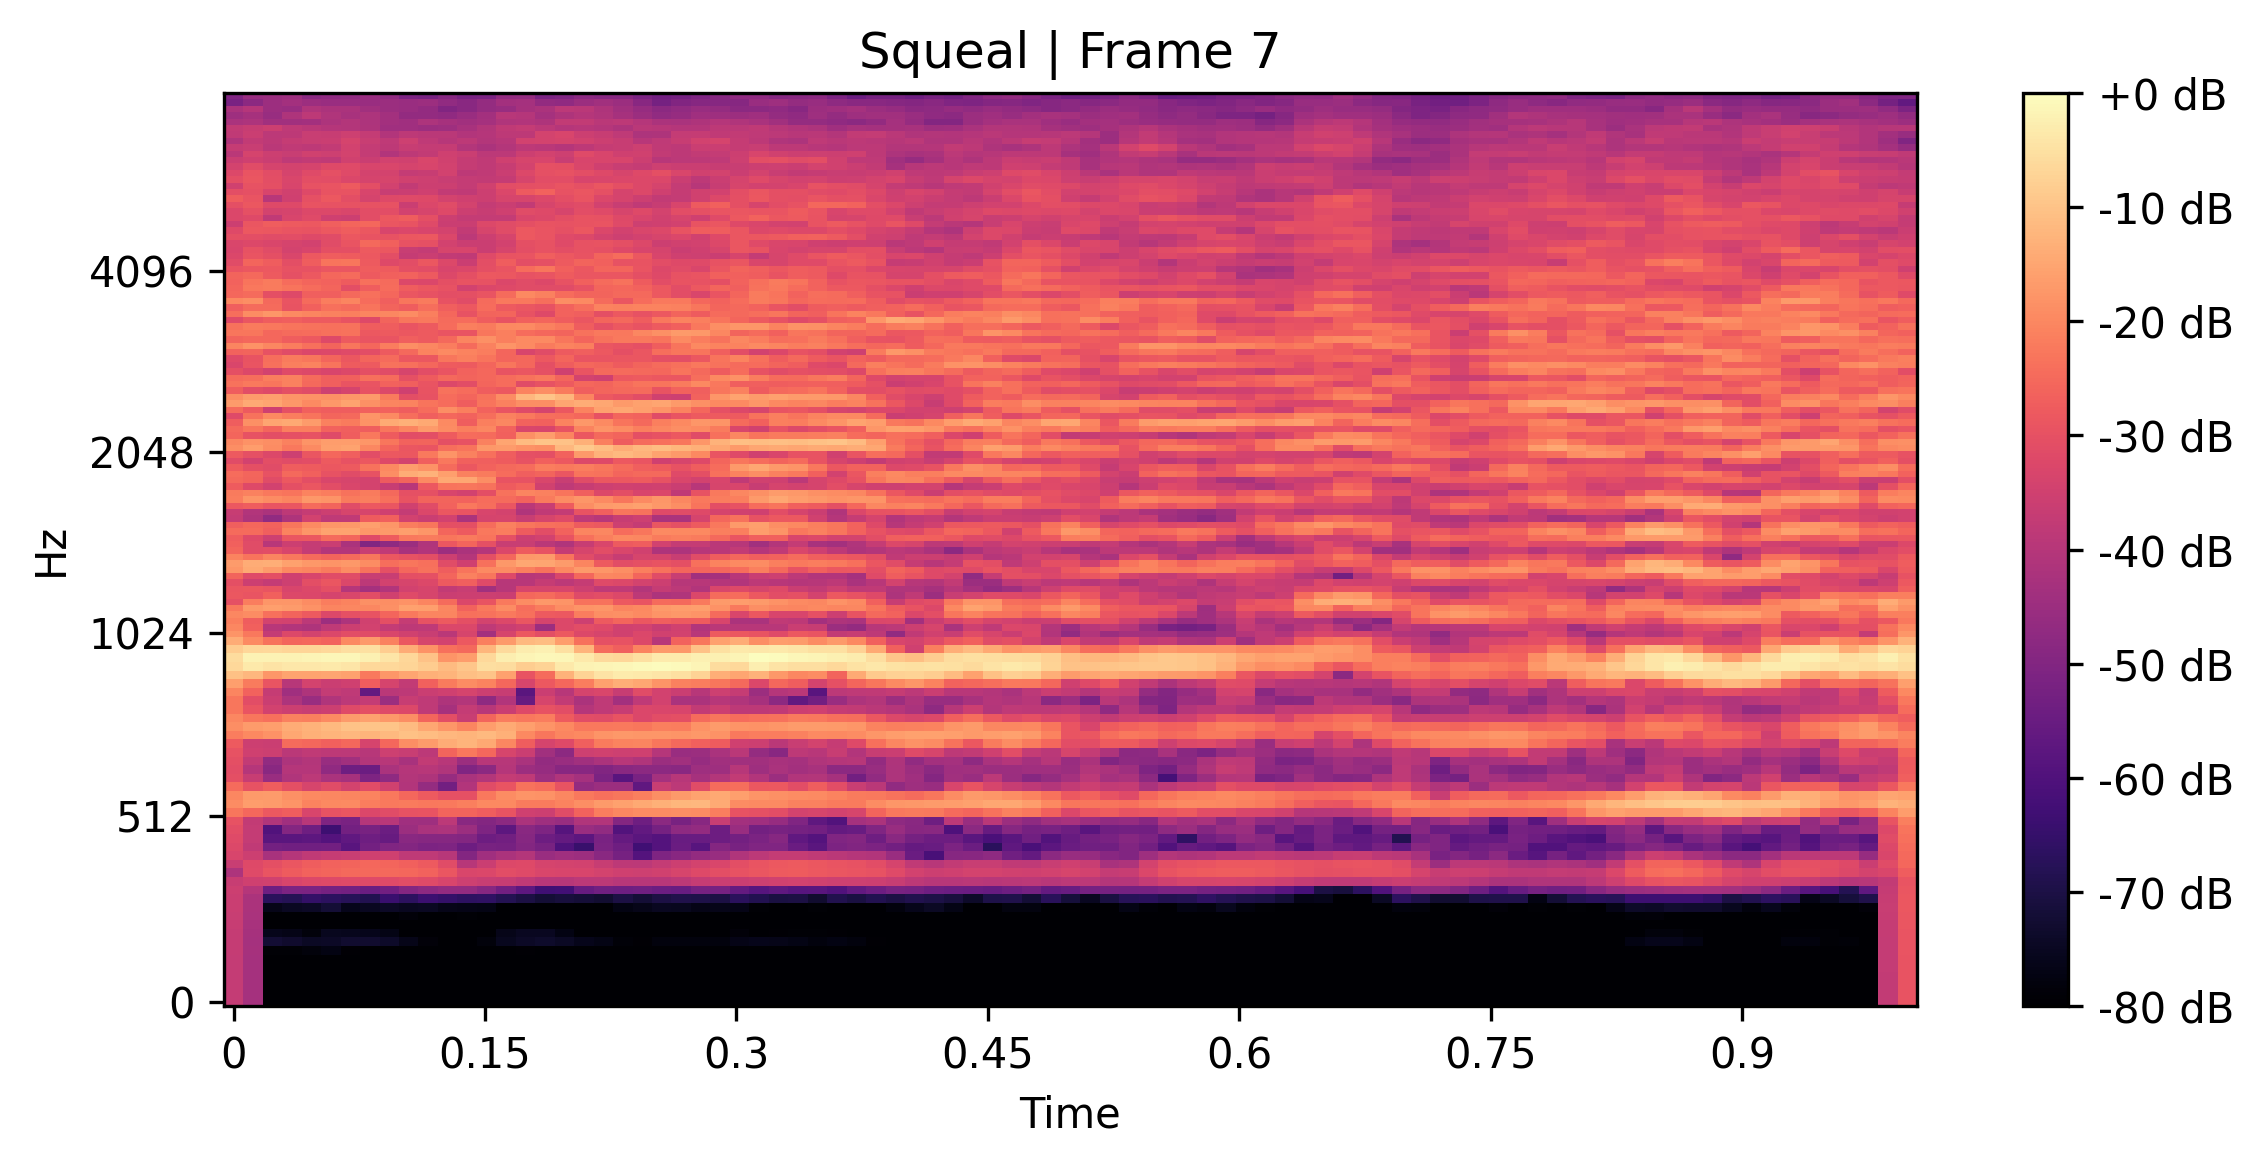 Squeal | Frame 7
Hz
4096
2048
1024
512
0
0 0.15 0.3 0.45 0.6 0.75 0.9
Time
+0 dB
-10 dB
-20 dB
-30 dB
-40 dB
-50 dB
-60 dB
-70 dB
-80 dB